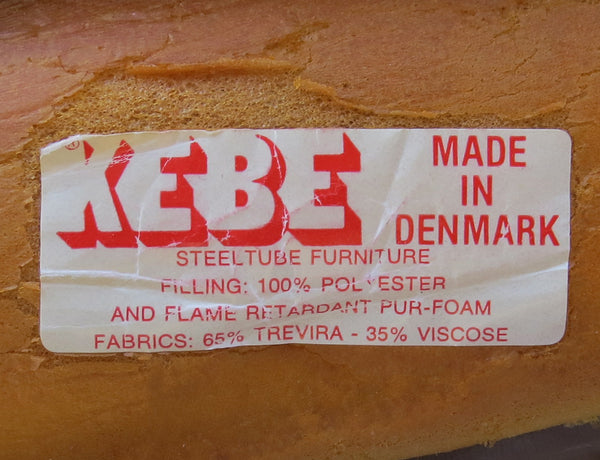 ® KEBE
MADE
IN
DENMARK
STEELTUBE FURNITURE
FILLING: 100% POLYESTER
AND FLAME RETARDANT PUR-FOAM
FABRICS: 65% TREVIRA - 35% VISCOSE